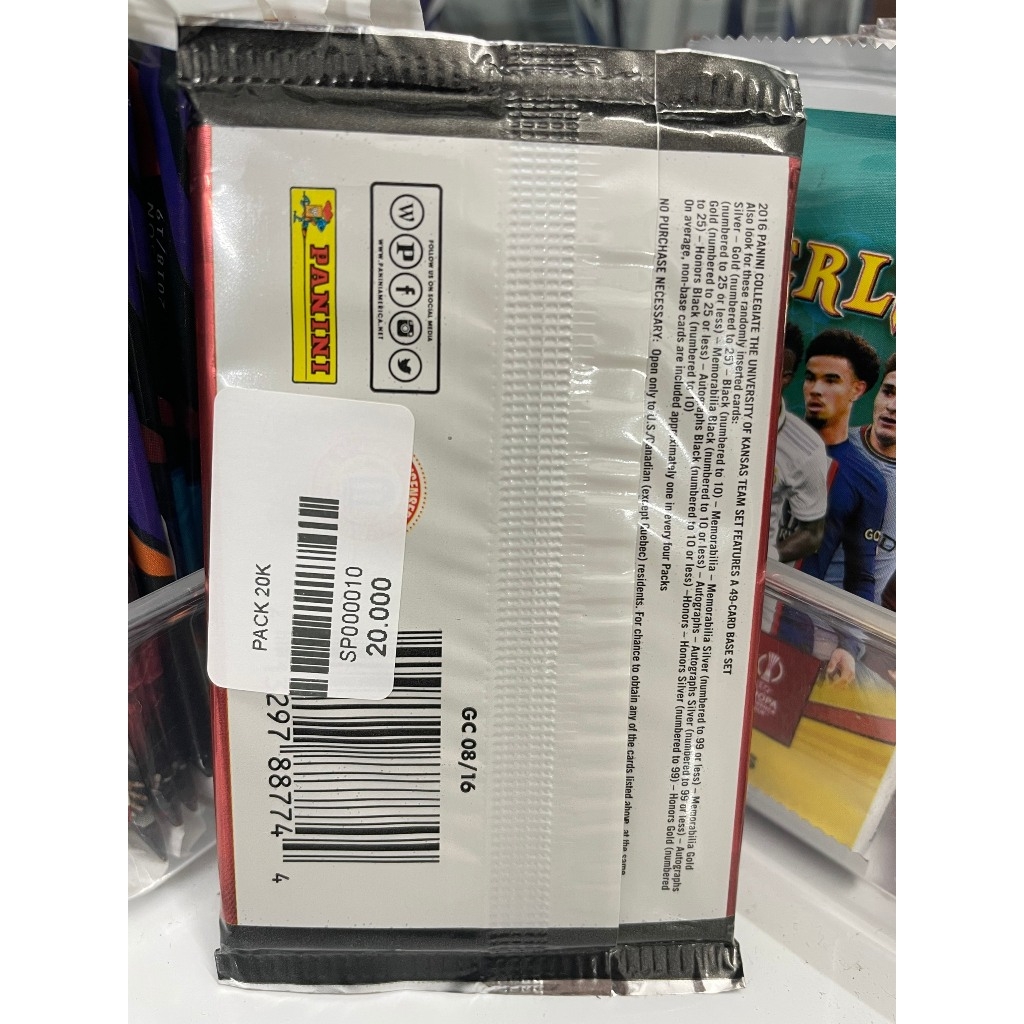 2016 PANINI COLLEGIATE THE UNIVERSITY OF KANSAS TEAM SET FEATURES A 49-CARD BASE SET
Also look for these randomly inserted cards:
Silver – Gold (numbered to 25) – Black (numbered to 10) – Memorabilia – Memorabilia Silver (numbered to 99 or less) – Memorabilia Gold
(numbered to 25 or less) – Memorabilia Black (numbered to 10 or less) – Autographs – Autographs Silver (numbered to 99 or less) – Autographs
Gold (numbered to 25 or less) – Autographs Black (numbered to 10 or less) –Honors – Honors Silver (numbered to 99) – Honors Gold (numbered
to 25) – Honors Black (numbered to 10)
On average, non-base cards are included approximately one in every four Packs
NO PURCHASE NECESSARY: Open only to U.S./Canadian (except Quebec) residents. For chance to obtain any of the cards listed above, at the same
FOLLOW US ON SOCIAL MEDIA
WWW.PANINIAMERICA.NET
PANINI
GC 08/16
PACK 20K
SP000010
20.000
297 88774 4
ERL
GO